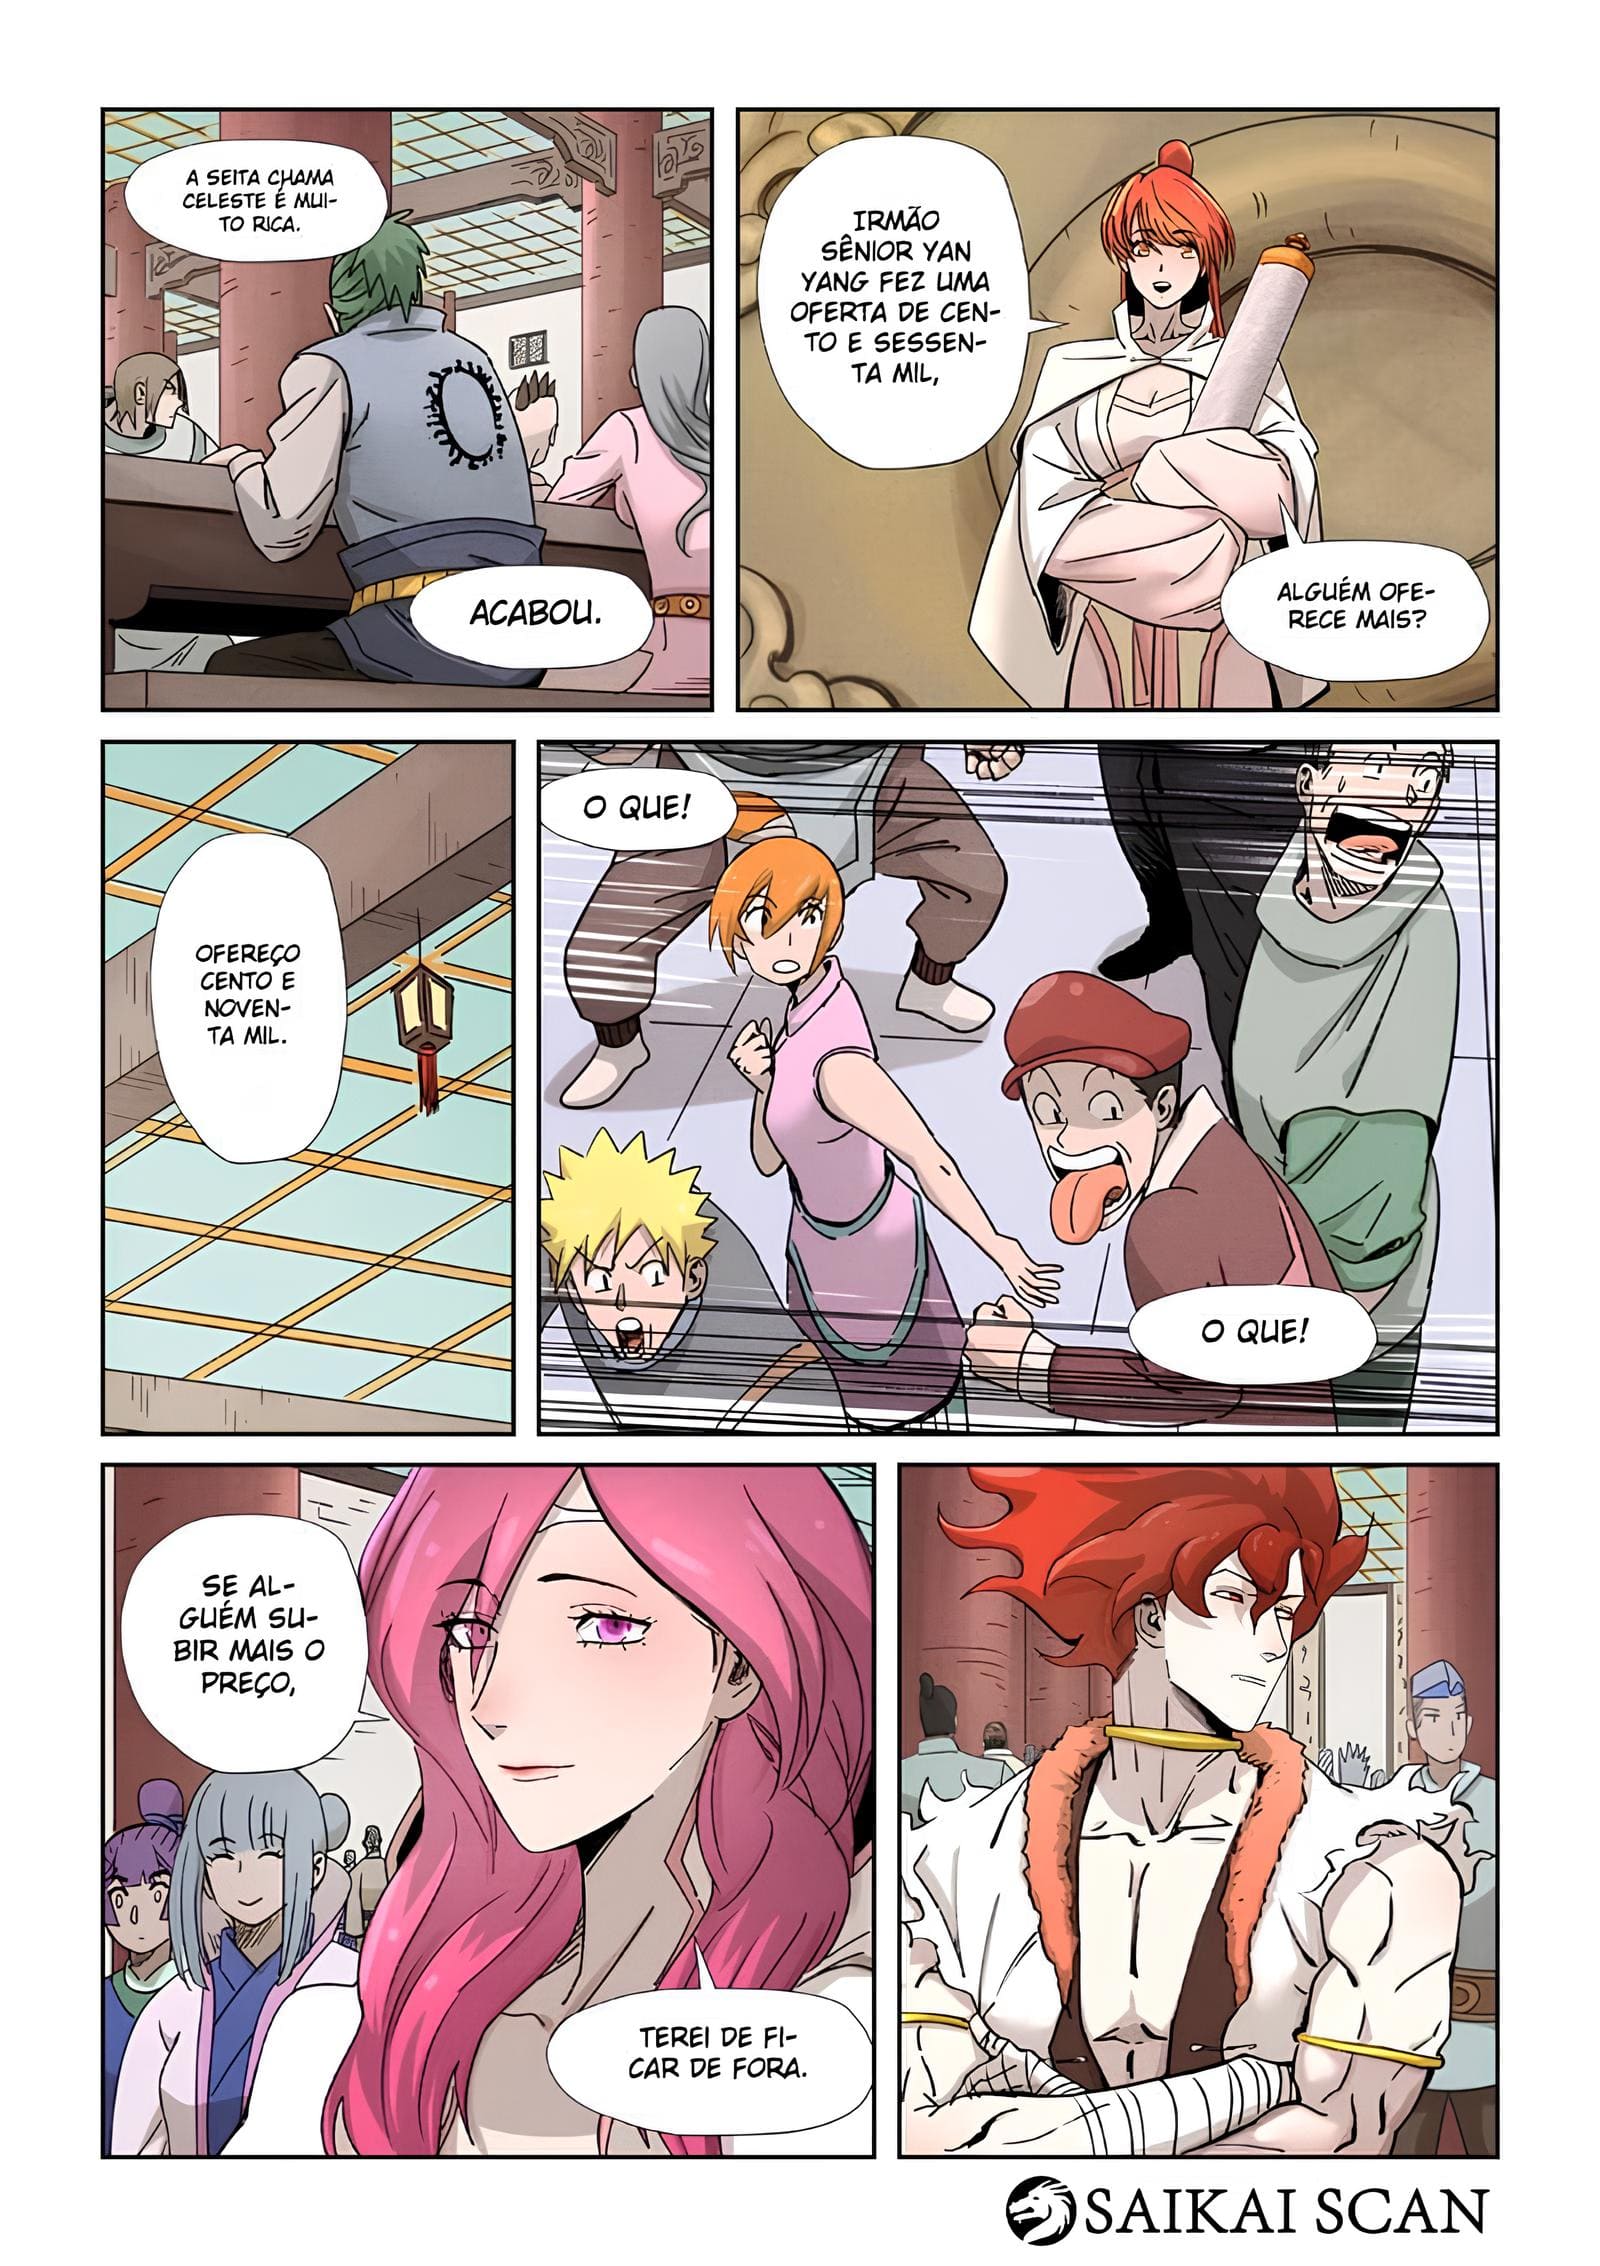 A SEITA CHAMA
CELESTE É MUI-
TO RICA.
ACABOU.
IRMÃO
SÊNIOR YAN
YANG FEZ UMA
OFERTA DE CEN-
TO E SESSEN-
TA MIL,
ALGUÉM OFE-
RECE MAIS?
OFEREÇO
CENTO E
NOVEN-
TA MIL.
O QUE!
O QUE!
SE AL-
GUÉM SU-
BIR MAIS O
PREÇO,
TEREI DE FI-
CAR DE FORA.
SAIKAI SCAN